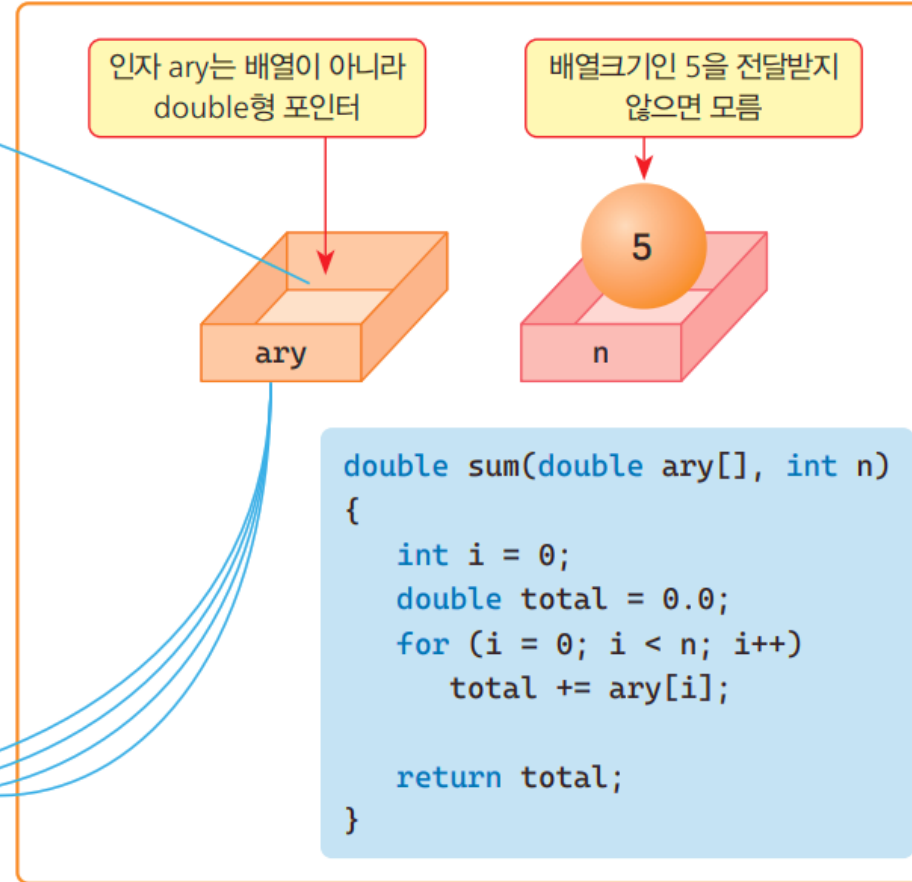 인자 ary는 배열이 아니라
double형 포인터
배열크기인 5을 전달받지
않으면 모름
5
ary
n
double sum(double ary[], int n)
{
int i = 0;
double total = 0.0;
for (i = 0; i < n; i++)
total += ary[i];
return total;
}